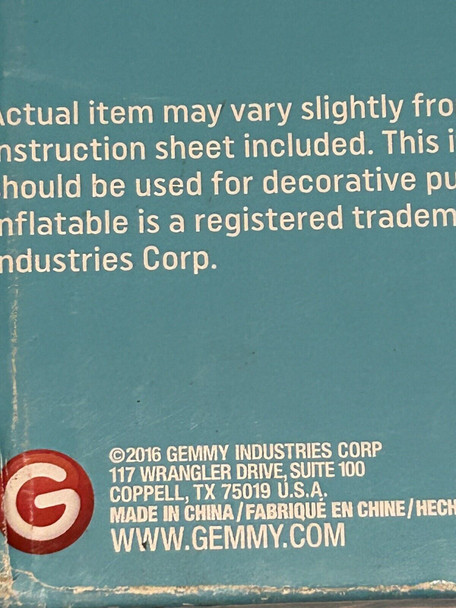 Actual item may vary slightly fro
nstruction sheet included. This i
should be used for decorative pu
nflatable is a registered tradem
ndustries Corp.
G
©2016 GEMMY INDUSTRIES CORP
117 WRANGLER DRIVE, SUITE 100
COPPELL, TX 75019 U.S.A.
MADE IN CHINA/FABRIQUÉ EN CHINE/HECH
WWW.GEMMY.COM